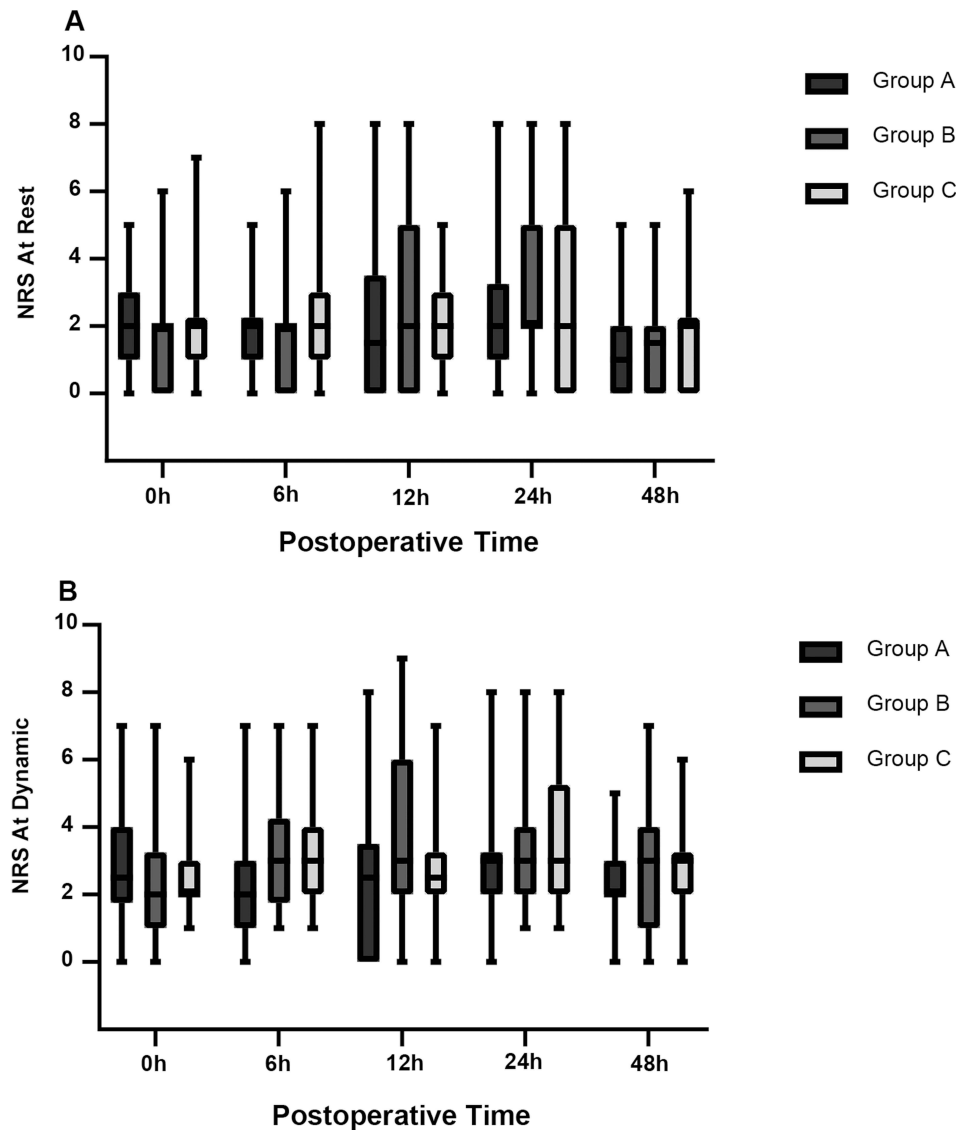 A
10
8
6
4
2
0
NRS At Rest
0h 6h 12h 24h 48h
Postoperative Time
Group A
Group B
Group C
B
10
8
6
4
2
0
NRS At Dynamic
0h 6h 12h 24h 48h
Postoperative Time
Group A
Group B
Group C